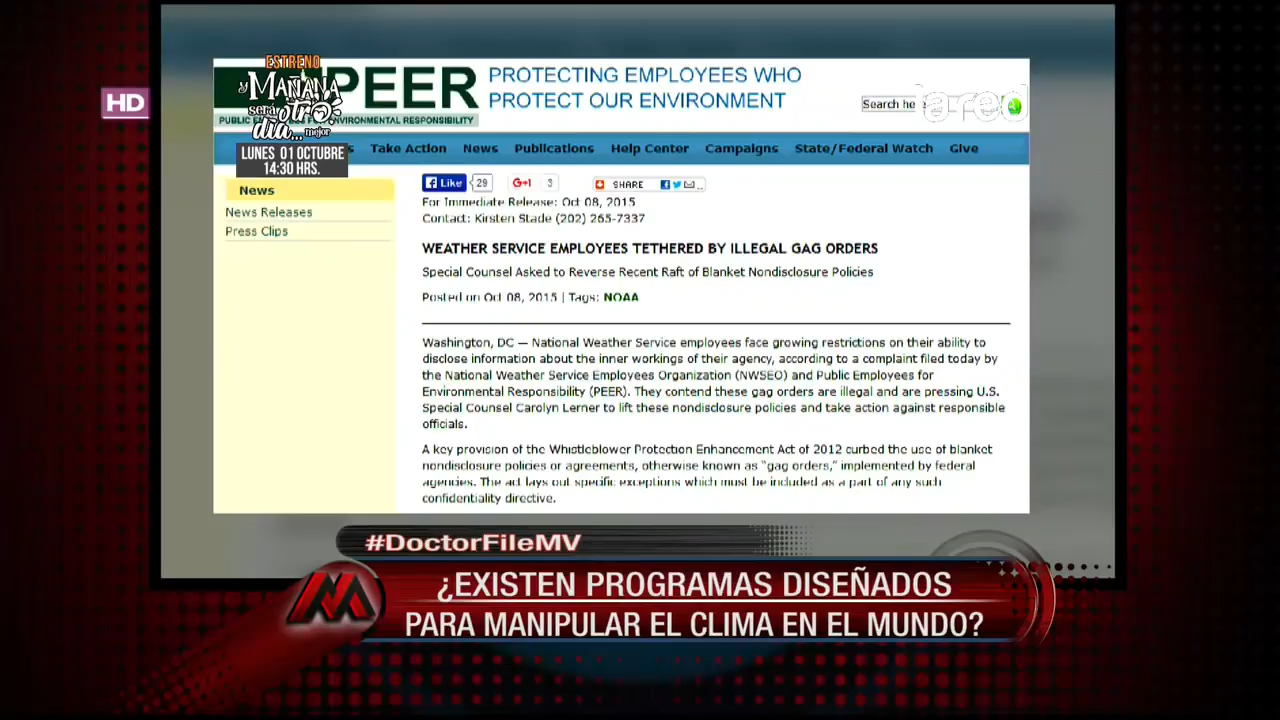 HD
ESTRENO
y MAÑANA
será otro
día... mejor
LUNES 01 OCTUBRE
14:30 HRS.
PEER
PROTECTING EMPLOYEES WHO
PROTECT OUR ENVIRONMENT
Search he
a red
PUBLIC E
ENVIRONMENTAL RESPONSIBILITY
Take Action News Publications Help Center Campaigns State/Federal Watch Give
News
News Releases
Press Clips
Like 29 G+1 3 SHARE
For Immediate Release: Oct 08, 2015
Contact: Kirsten Stade (202) 265-7337
WEATHER SERVICE EMPLOYEES TETHERED BY ILLEGAL GAG ORDERS
Special Counsel Asked to Reverse Recent Raft of Blanket Nondisclosure Policies
Posted on Oct 08, 2015 | Tags: NOAA
Washington, DC — National Weather Service employees face growing restrictions on their ability to
disclose information about the inner workings of their agency, according to a complaint filed today by
the National Weather Service Employees Organization (NWSEO) and Public Employees for
Environmental Responsibility (PEER). They contend these gag orders are illegal and are pressing U.S.
Special Counsel Carolyn Lerner to lift these nondisclosure policies and take action against responsible
officials.
A key provision of the Whistleblower Protection Enhancement Act of 2012 curbed the use of blanket
nondisclosure policies or agreements, otherwise known as “gag orders,” implemented by federal
agencies. The act lays out specific exceptions which must be included as a part of any such
confidentiality directive.
#DoctorFileMV
¿EXISTEN PROGRAMAS DISEÑADOS
PARA MANIPULAR EL CLIMA EN EL MUNDO?